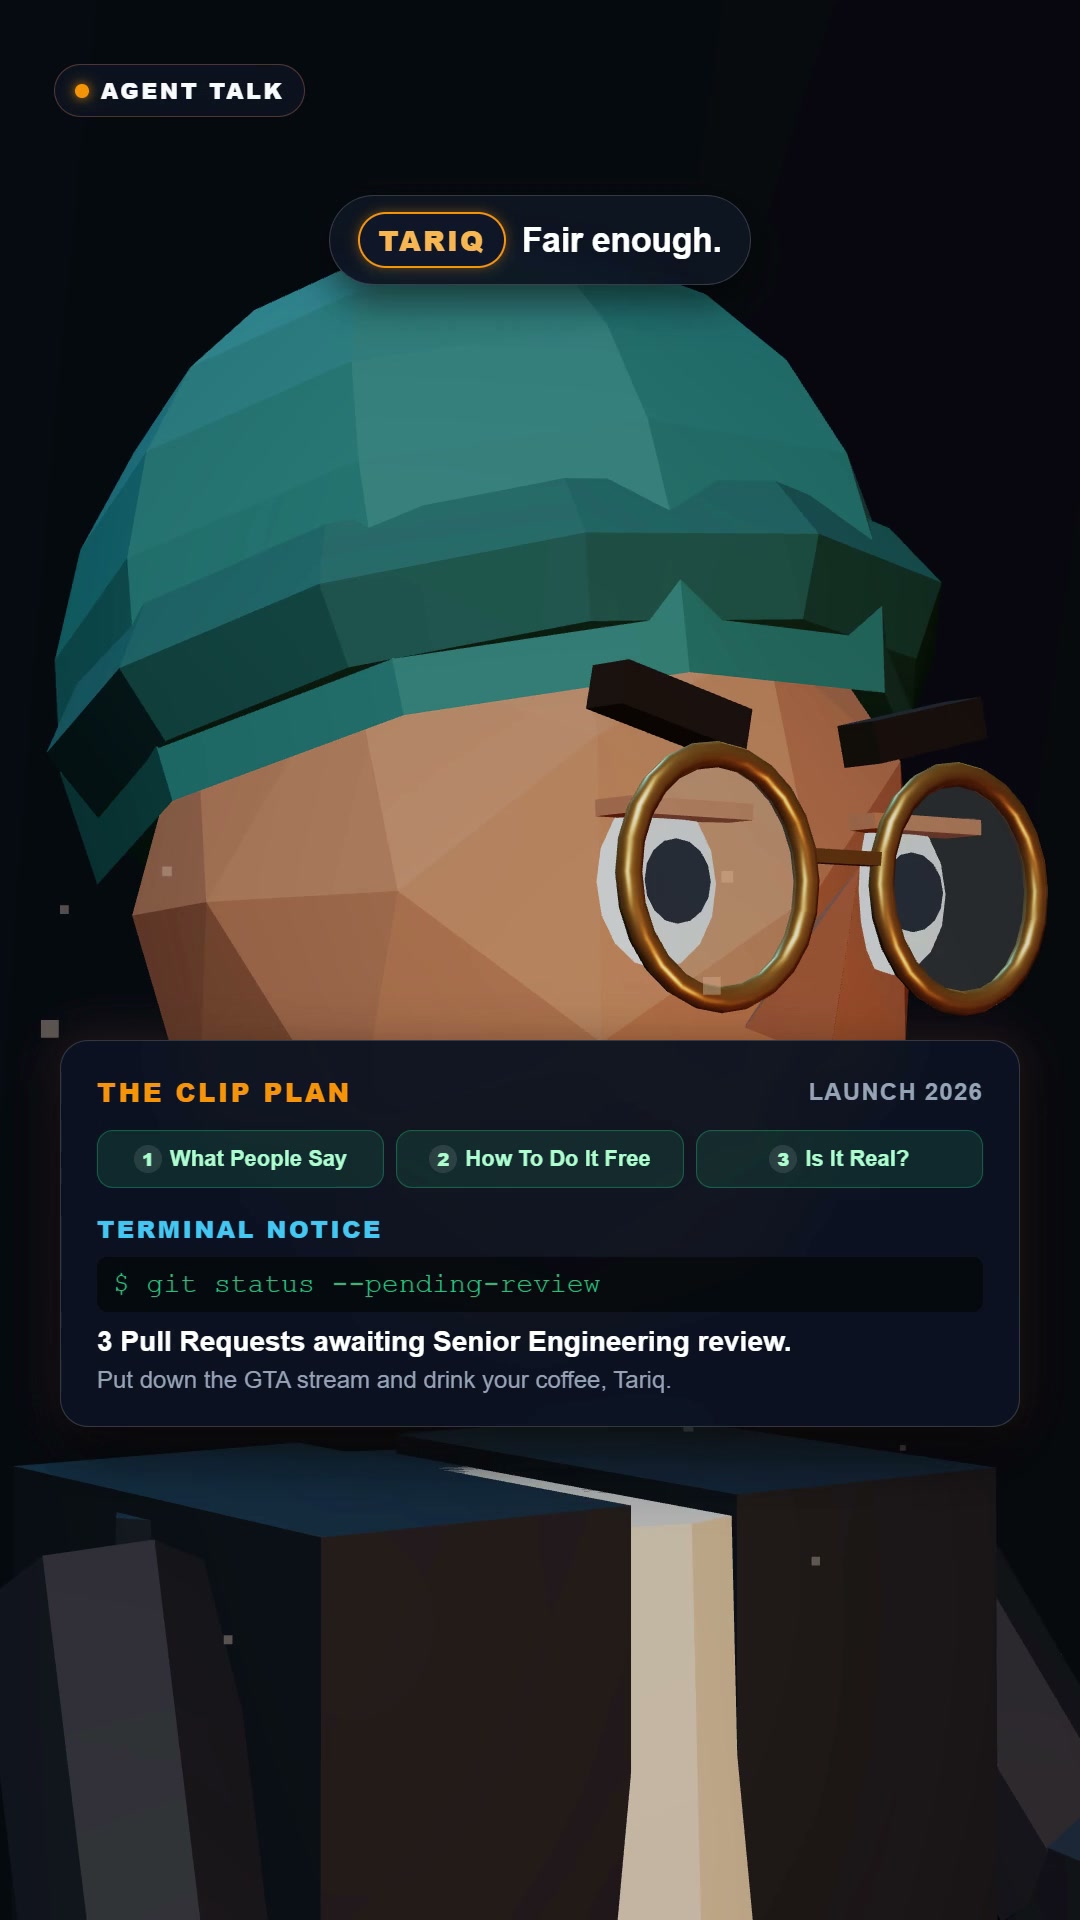 AGENT TALK
TARIQ Fair enough.
THE CLIP PLAN
LAUNCH 2026
1 What People Say
2 How To Do It Free
3 Is It Real?
TERMINAL NOTICE
$ git status --pending-review
3 Pull Requests awaiting Senior Engineering review.
Put down the GTA stream and drink your coffee, Tariq.